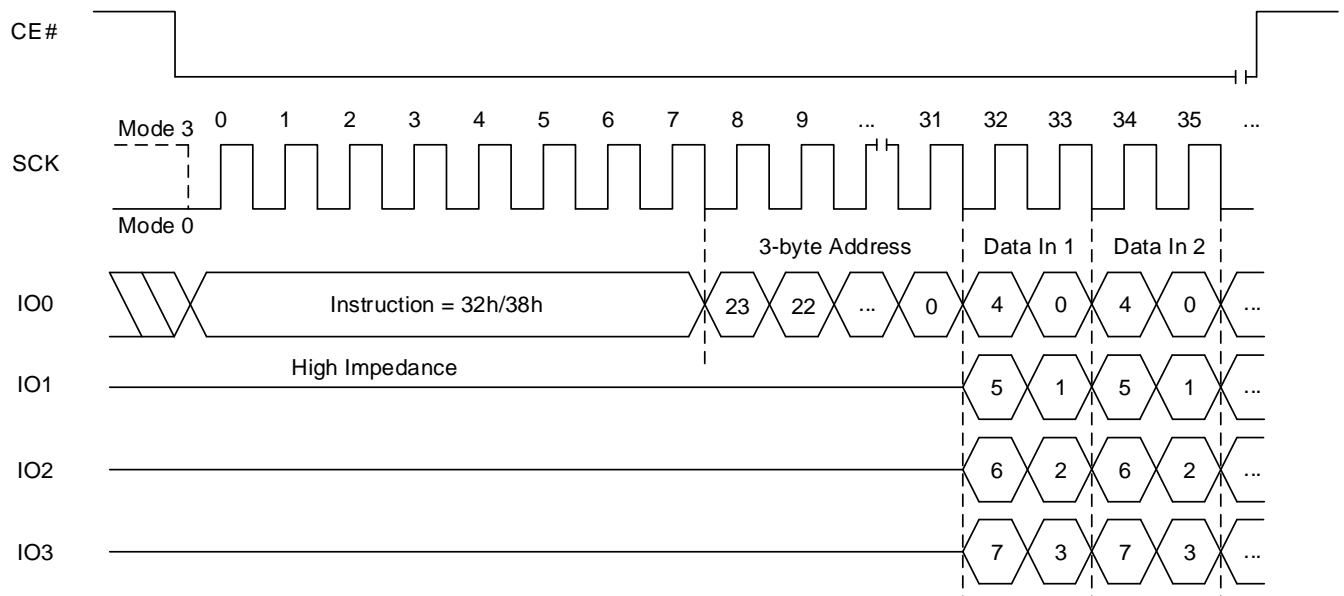 CE#
Mode 3 0 1 2 3 4 5 6 7 8 9 ... 31 32 33 34 35 ...
SCK
Mode 0
3-byte Address Data In 1 Data In 2
IO0 Instruction = 32h/38h 23 22 ... 0 4 0 4 0 ...
High Impedance
IO1 5 1 5 1 ...
IO2 6 2 6 2 ...
IO3 7 3 7 3 ...